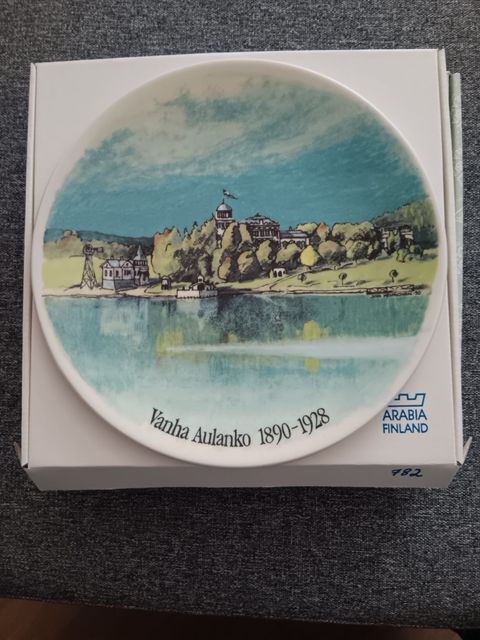 Vanha Aulanko 1890-1928
ARABIA
FINLAND
782